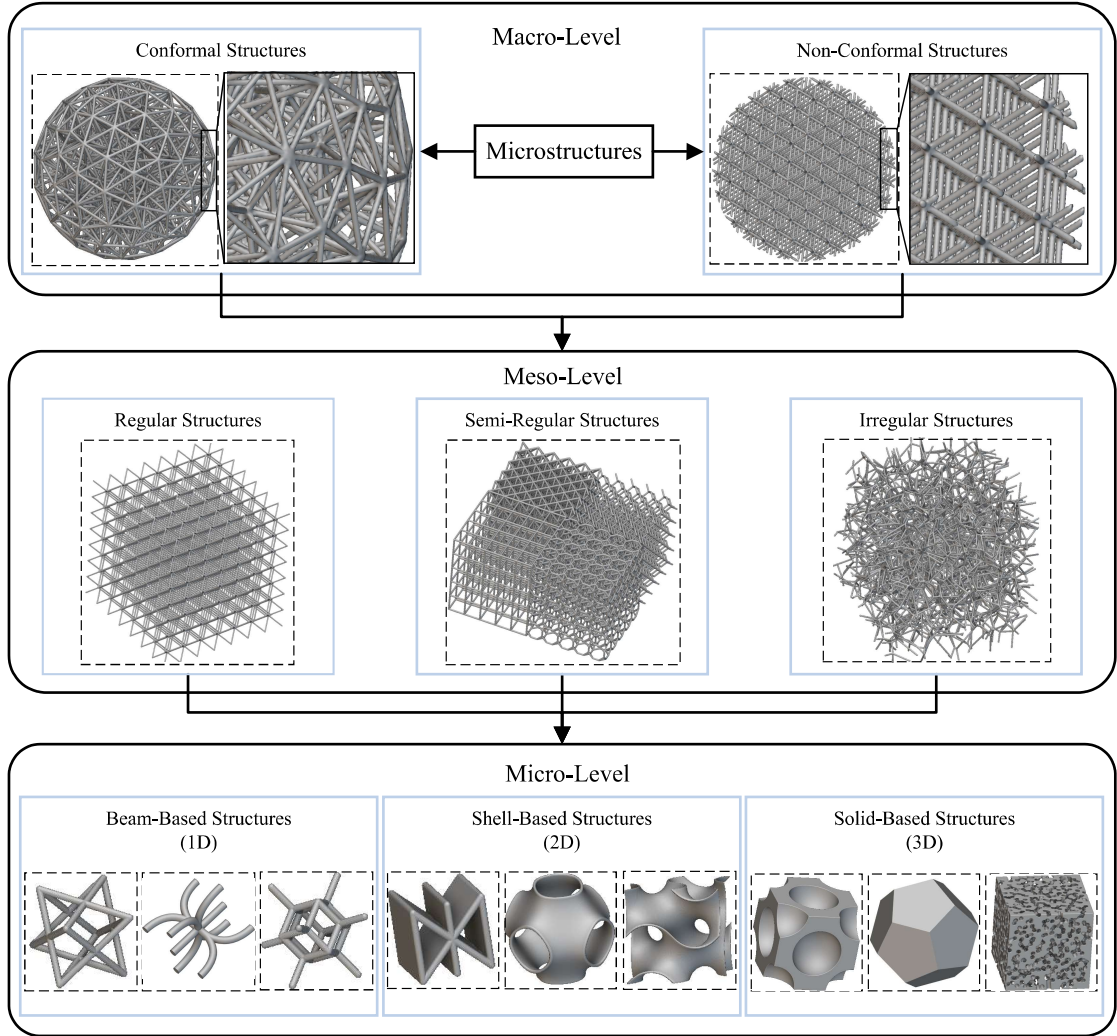 Macro-Level
Conformal Structures
Non-Conformal Structures
Microstructures
Meso-Level
Regular Structures
Semi-Regular Structures
Irregular Structures
Micro-Level
Beam-Based Structures
(1D)
Shell-Based Structures
(2D)
Solid-Based Structures
(3D)